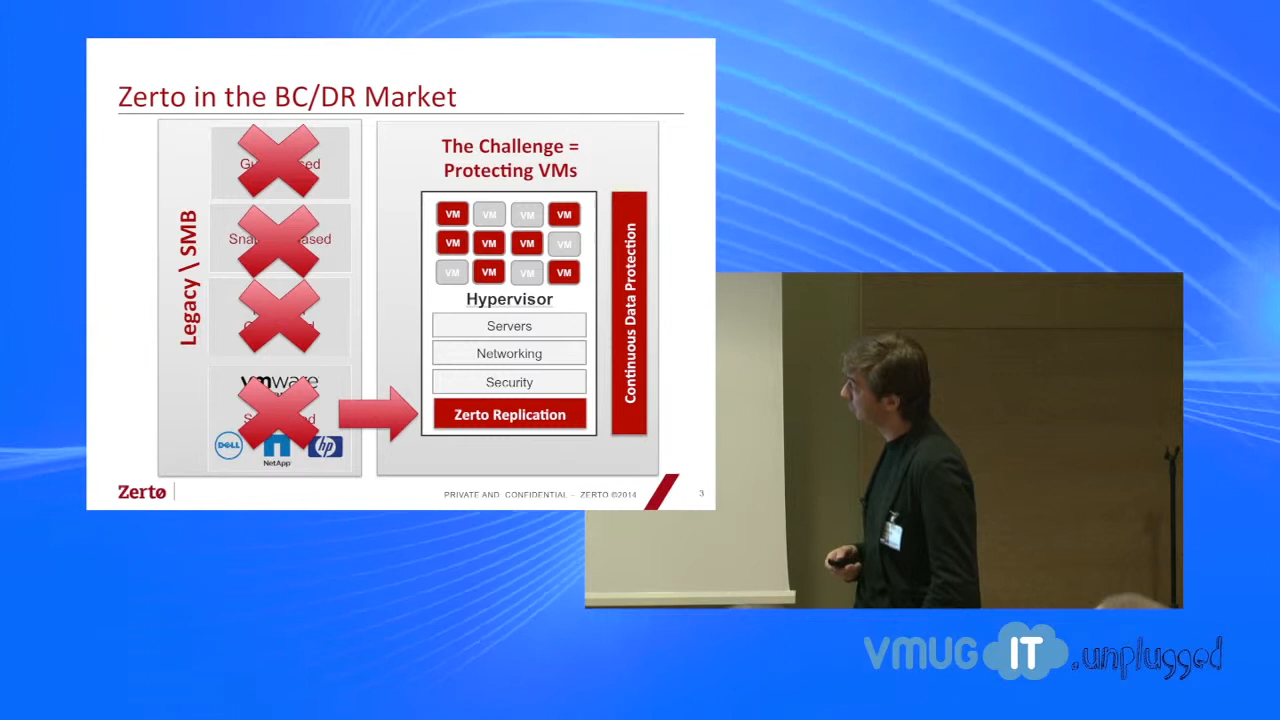 Zerto in the BC/DR Market
Legacy \ SMB
vmware
DELL
NetApp
hp
The Challenge =
Protecting VMs
VM VM VM VM
VM VM VM VM
VM VM VM VM
Hypervisor
Servers
Networking
Security
Zerto Replication
Continuous Data Protection
Zerto
PRIVATE AND CONFIDENTIAL - ZERTO ©2014
3
VMUG IT .unplugged